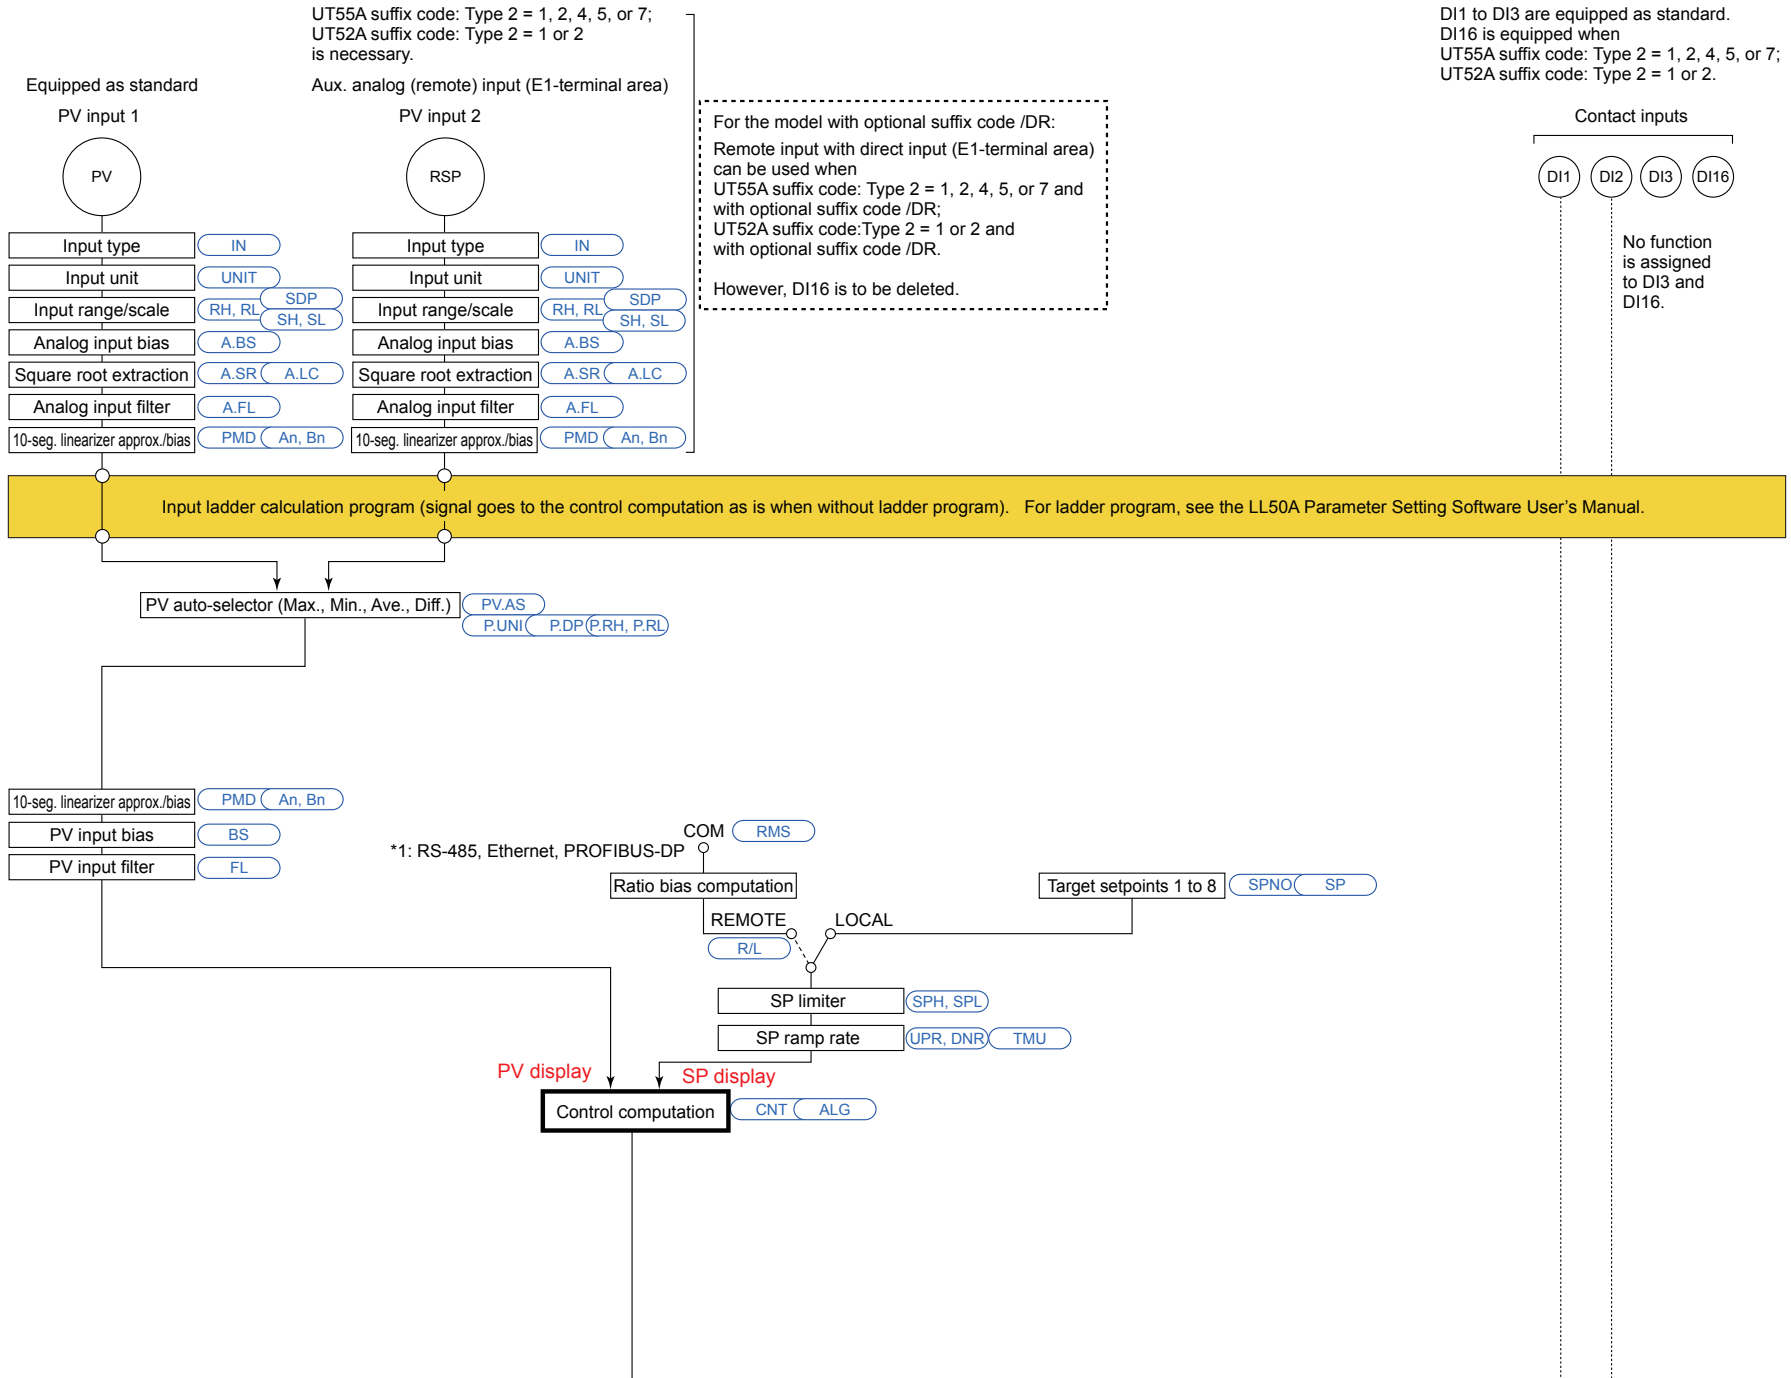 UT55A suffix code: Type 2 = 1, 2, 4, 5, or 7;
UT52A suffix code: Type 2 = 1 or 2
is necessary.
DI1 to DI3 are equipped as standard.
DI16 is equipped when
UT55A suffix code: Type 2 = 1, 2, 4, 5, or 7;
UT52A suffix code: Type 2 = 1 or 2.
Equipped as standard
Aux. analog (remote) input (E1-terminal area)
PV input 1
PV input 2
Contact inputs
For the model with optional suffix code /DR:
Remote input with direct input (E1-terminal area)
can be used when
UT55A suffix code: Type 2 = 1, 2, 4, 5, or 7 and
with optional suffix code /DR;
UT52A suffix code:Type 2 = 1 or 2 and
with optional suffix code /DR.
However, DI16 is to be deleted.
PV
RSP
DI1
DI2
DI3
DI16
No function
is assigned
to DI3 and
DI16.
Input type
IN
Input unit
UNIT
Input range/scale
RH, RL
SDP
SH, SL
Analog input bias
A.BS
Square root extraction
A.SR
A.LC
Analog input filter
A.FL
10-seg. linearizer approx./bias
PMD
An, Bn
Input type
IN
Input unit
UNIT
Input range/scale
RH, RL
SDP
SH, SL
Analog input bias
A.BS
Square root extraction
A.SR
A.LC
Analog input filter
A.FL
10-seg. linearizer approx./bias
PMD
An, Bn
Input ladder calculation program (signal goes to the control computation as is when without ladder program). For ladder program, see the LL50A Parameter Setting Software User's Manual.
PV auto-selector (Max., Min., Ave., Diff.)
PV.AS
P.UNI
P.DP
P.RH, P.RL
10-seg. linearizer approx./bias
PMD
An, Bn
PV input bias
BS
PV input filter
FL
COM
RMS
*1: RS-485, Ethernet, PROFIBUS-DP
Ratio bias computation
Target setpoints 1 to 8
SPNO
SP
REMOTE
LOCAL
R/L
SP limiter
SPH, SPL
SP ramp rate
UPR, DNR
TMU
PV display
SP display
Control computation
CNT
ALG